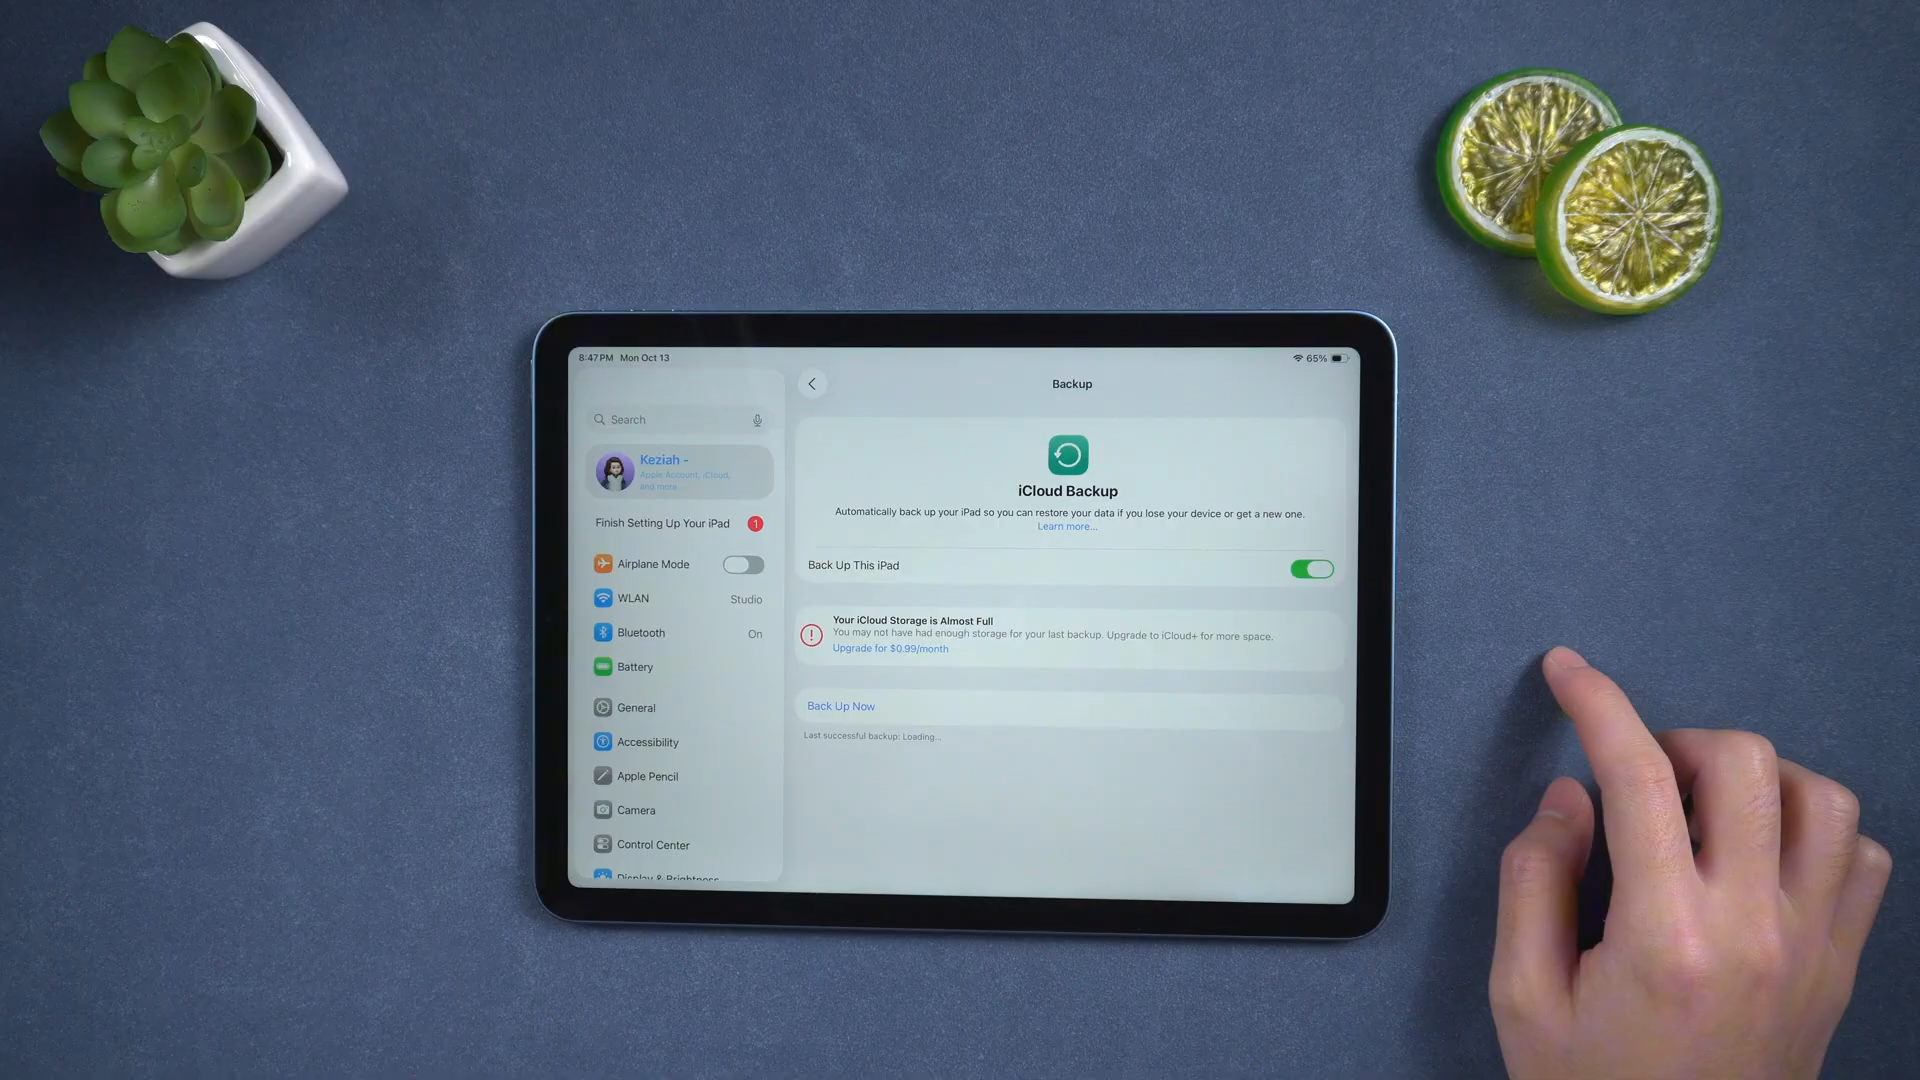 8:47 PM Mon Oct 13
65%
Search
Keziah -
Apple Account, iCloud,
and more
Finish Setting Up Your iPad
1
Airplane Mode
WLAN
Studio
Bluetooth
On
Battery
General
Accessibility
Apple Pencil
Camera
Control Center
Display & Brightness
Backup
iCloud Backup
Automatically back up your iPad so you can restore your data if you lose your device or get a new one.
Learn more...
Back Up This iPad
Your iCloud Storage is Almost Full
You may not have had enough storage for your last backup. Upgrade to iCloud+ for more space.
Upgrade for $0.99/month
Back Up Now
Last successful backup: Loading...